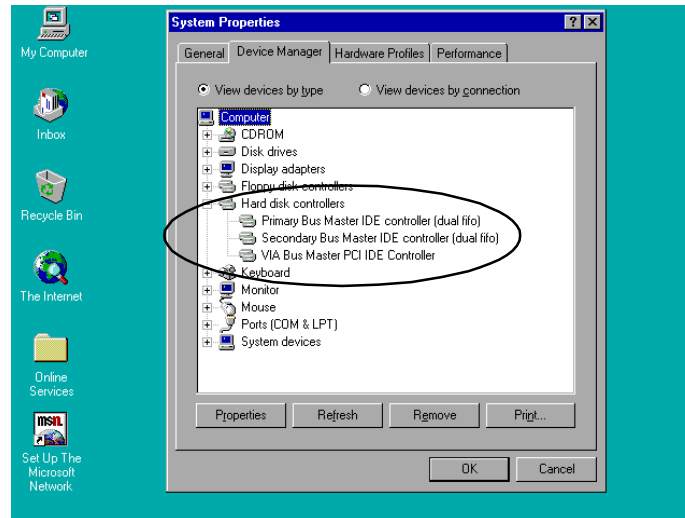 My Computer
Inbox
Recycle Bin
The Internet
Online
Services
msn.
Set Up The
Microsoft
Network
System Properties
General Device Manager Hardware Profiles Performance
View devices by type View devices by connection
Computer
CDROM
Disk drives
Display adapters
Floppy disk controllers
Hard disk controllers
Primary Bus Master IDE controller (dual fifo)
Secondary Bus Master IDE controller (dual fifo)
VIA Bus Master PCI IDE Controller
Keyboard
Monitor
Mouse
Ports (COM & LPT)
System devices
Properties Refresh Remove Print...
OK Cancel